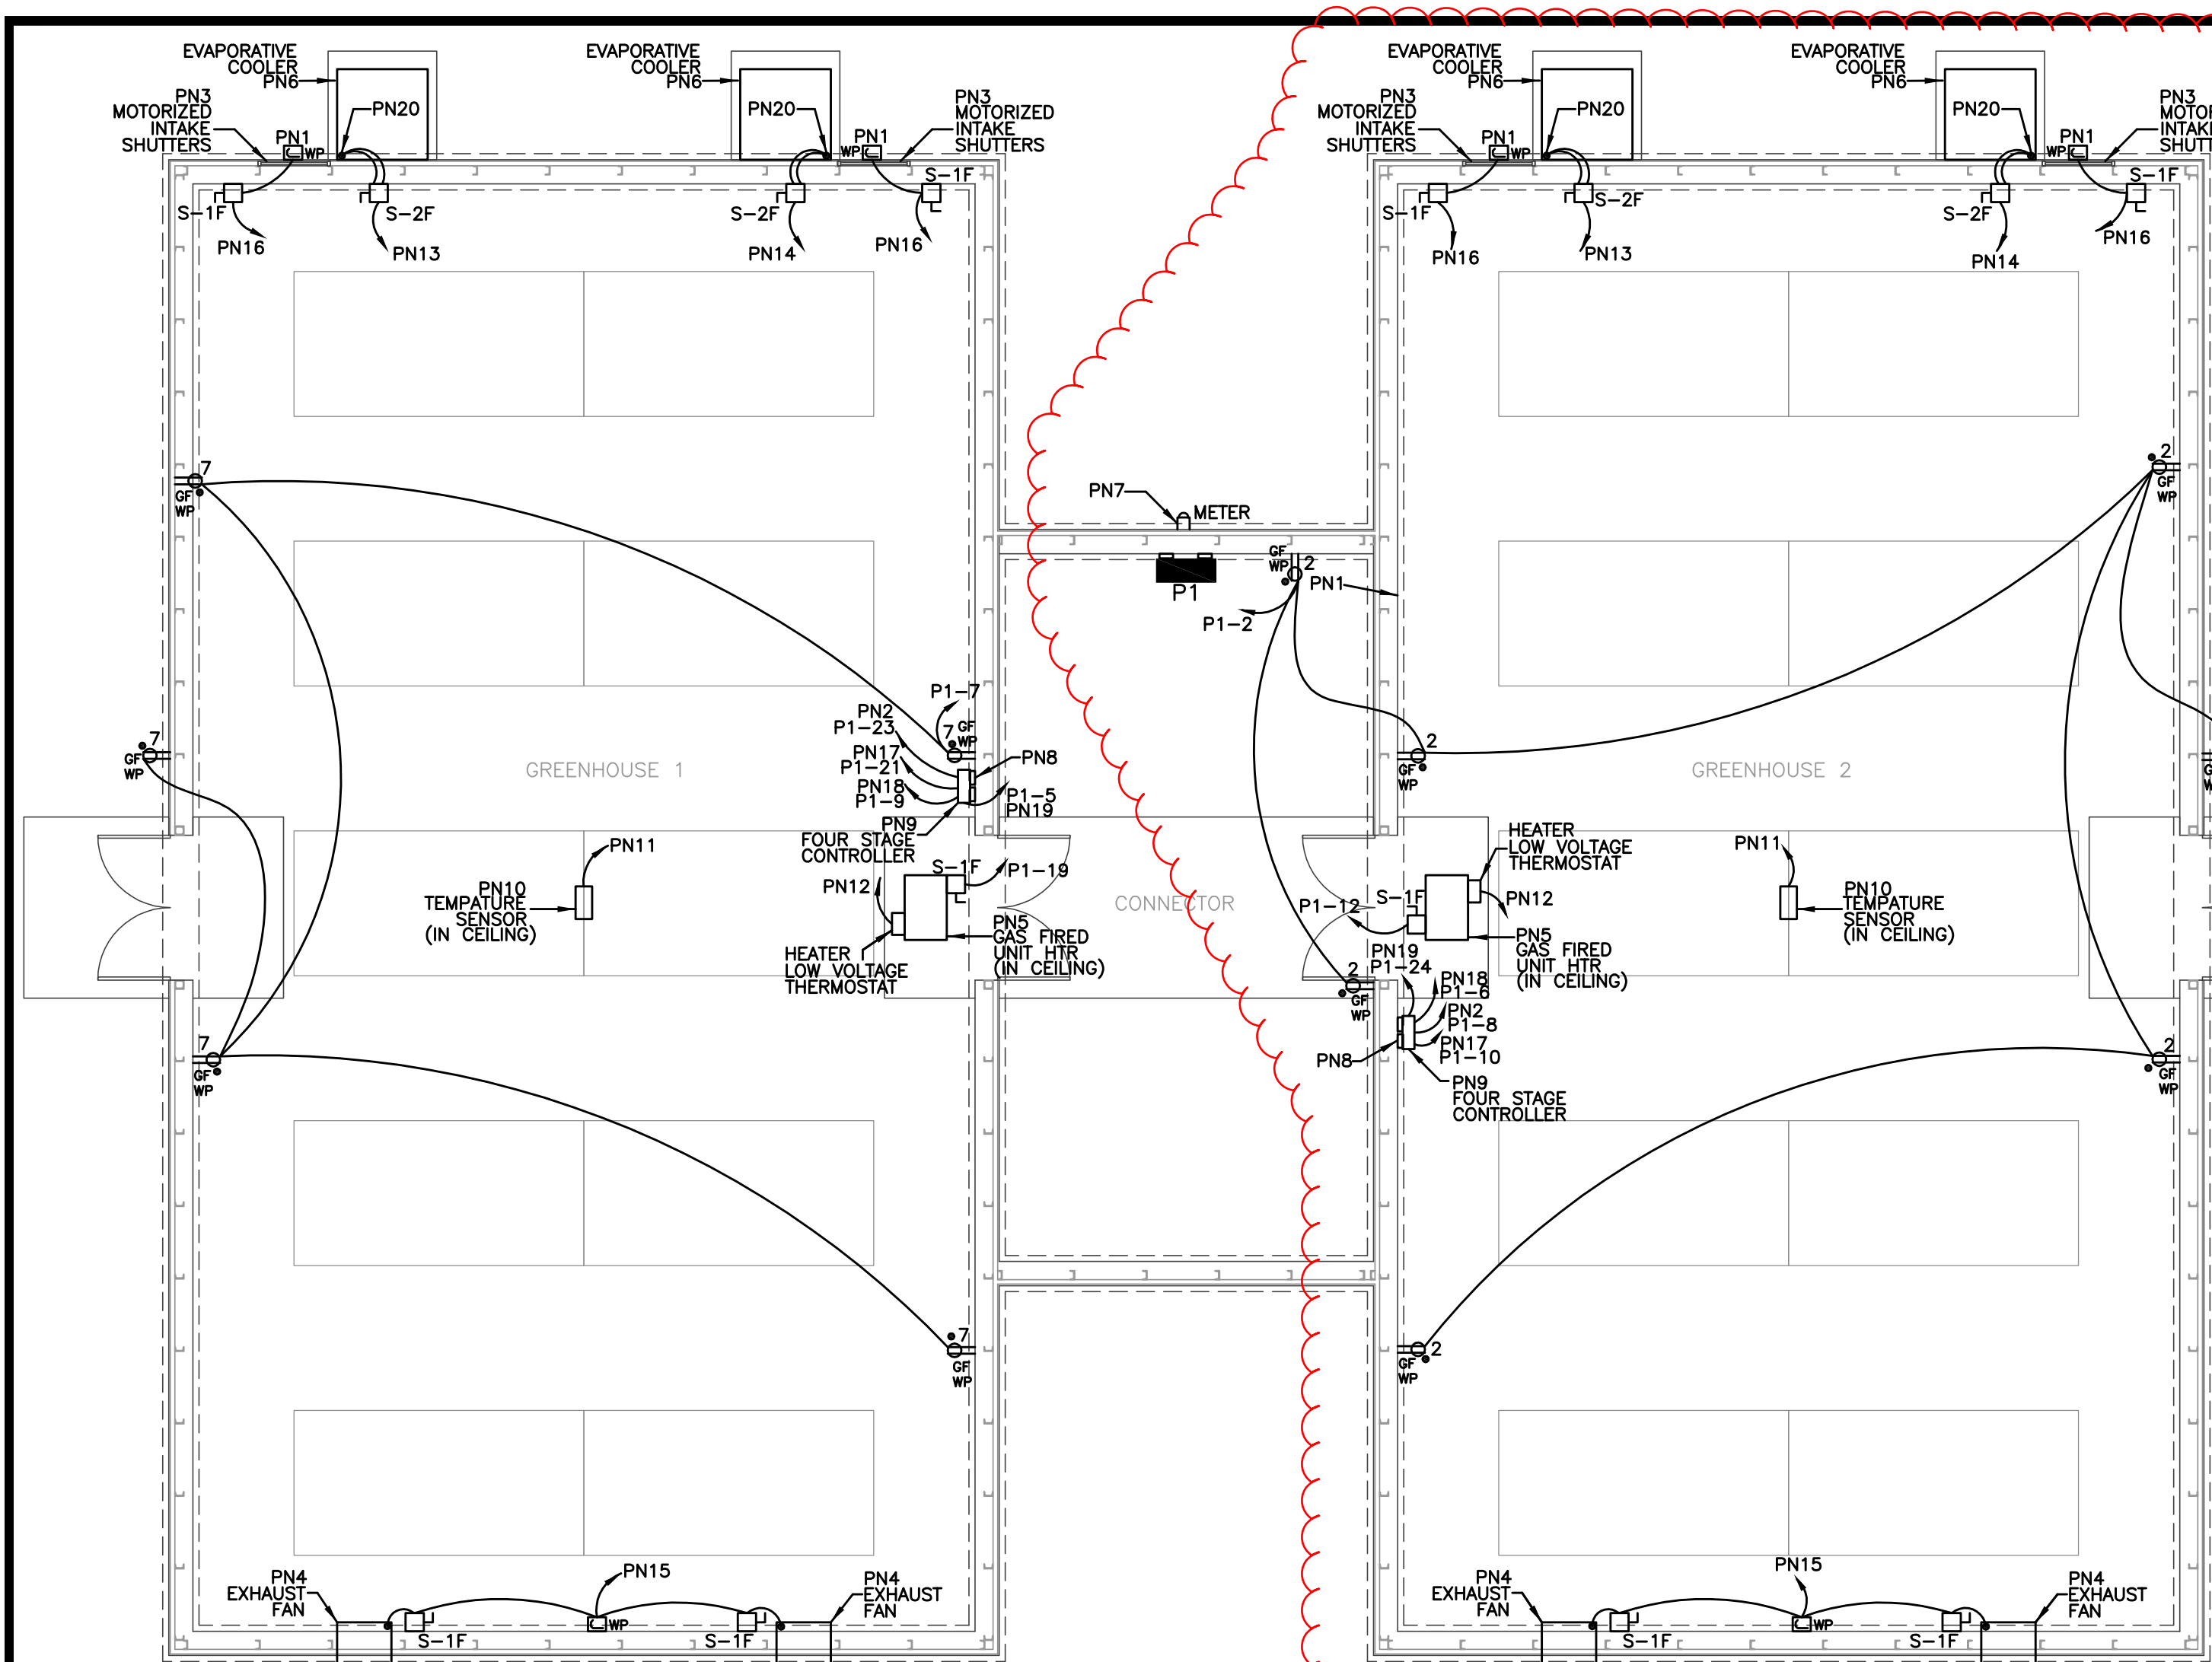 EVAPORATIVE
COOLER
PN6
PN20
PN3
MOTORIZED
INTAKE
SHUTTERS
PN1
WP
S-1F
PN16
S-2F
PN13
EVAPORATIVE
COOLER
PN6
PN20
PN1
WP
PN3
MOTORIZED
INTAKE
SHUTTERS
S-2F
PN14
S-1F
PN16
EVAPORATIVE
COOLER
PN6
PN20
PN3
MOTORIZED
INTAKE
SHUTTERS
PN1
WP
S-1F
PN16
S-2F
PN13
EVAPORATIVE
COOLER
PN6
PN20
PN1
WP
PN3
S-1F
S-2F
PN14
PN16
7
GF
WP
PN7
METER
P1
GF
WP
2
PN1
P1-2
2
GF
WP
P1-7
7
GF
WP
PN2
P1-23
PN17
P1-21
PN18
P1-9
PN8
P1-5
PN19
PN9
FOUR STAGE
CONTROLLER
7
GF
WP
GREENHOUSE 1
2
GF
WP
GREENHOUSE 2
PN11
PN10
TEMPATURE
SENSOR
(IN CEILING)
S-1F
P1-19
PN12
PN5
GAS FIRED
UNIT HTR
(IN CEILING)
HEATER
LOW VOLTAGE
THERMOSTAT
CONNECTOR
P1-12
S-1F
HEATER
LOW VOLTAGE
THERMOSTAT
PN12
PN5
GAS FIRED
UNIT HTR
(IN CEILING)
PN11
PN10
TEMPATURE
SENSOR
(IN CEILING)
2
GF
WP
PN19
P1-24
PN18
P1-6
PN2
P1-8
PN17
P1-10
PN8
PN9
FOUR STAGE
CONTROLLER
7
GF
WP
2
GF
WP
7
GF
WP
2
GF
WP
PN4
EXHAUST
FAN
S-1F
PN15
WP
S-1F
PN4
EXHAUST
FAN
PN4
EXHAUST
FAN
S-1F
PN15
WP
S-1F
PN4
EXHAUST
FAN